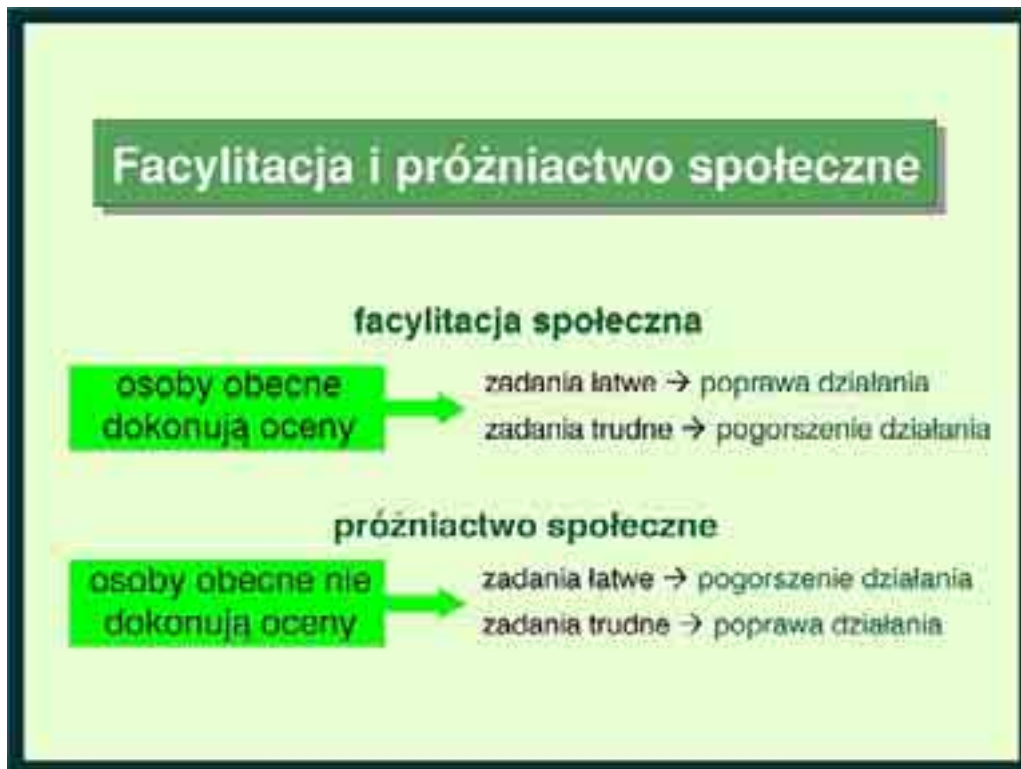 Facylitacja i próżniactwo społeczne
facylitacja społeczna
osoby obecne
dokonują oceny
zadania łatwe → poprawa działania
zadania trudne → pogorszenie działania
próżniactwo społeczne
osoby obecne nie
dokonują oceny
zadania łatwe → pogorszenie działania
zadania trudne → poprawa działania